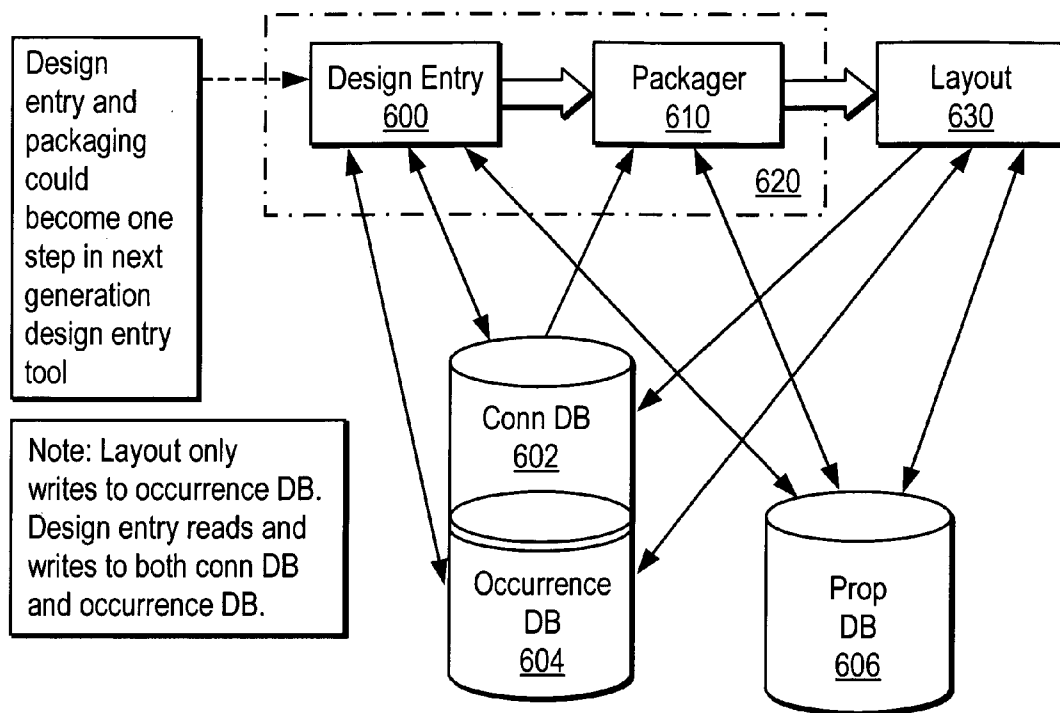 Design
entry and
packaging
could
become one
step in next
generation
design entry
tool
Design Entry
600
Packager
610
Layout
630
620
Note: Layout only
writes to occurrence DB.
Design entry reads and
writes to both conn DB
and occurrence DB.
Conn DB
602
Occurrence
DB
604
Prop
DB
606